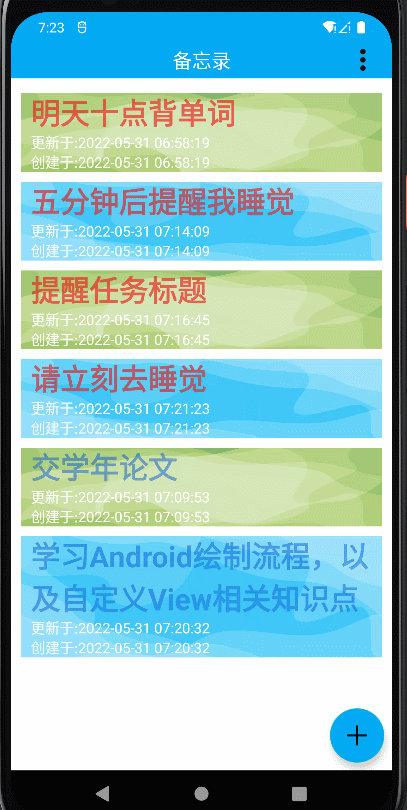 7:23
备忘录
明天十点背单词
更新于:2022-05-31 06:58:19
创建于:2022-05-31 06:58:19
五分钟后提醒我睡觉
更新于:2022-05-31 07:14:09
创建于:2022-05-31 07:14:09
提醒任务标题
更新于:2022-05-31 07:16:45
创建于:2022-05-31 07:16:45
请立刻去睡觉
更新于:2022-05-31 07:21:23
创建于:2022-05-31 07:21:23
交学年论文
更新于:2022-05-31 07:09:53
创建于:2022-05-31 07:09:53
学习Android绘制流程，以
及自定义View相关知识点
更新于:2022-05-31 07:20:32
创建于:2022-05-31 07:20:32